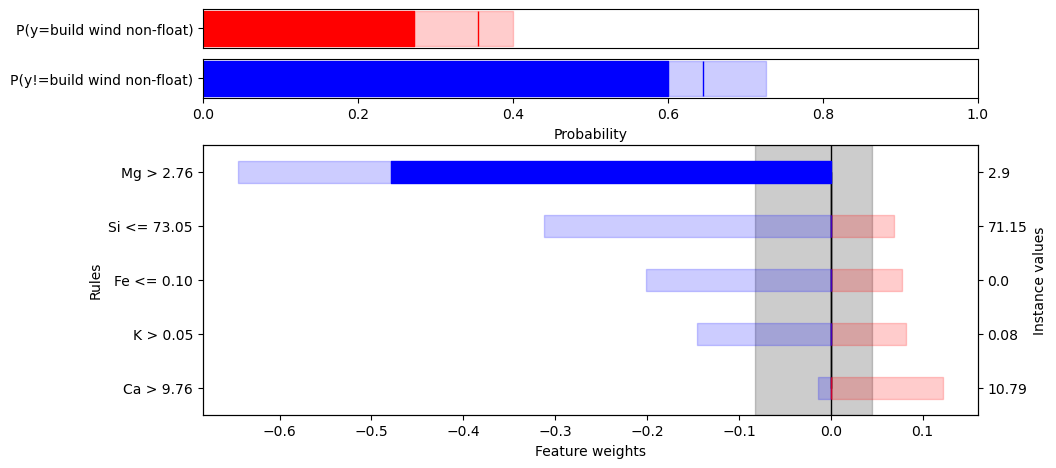 P(y=build wind non-float)
P(y!=build wind non-float)
0.0 0.2 0.4 0.6 0.8 1.0
Probability
Rules
Mg > 2.76 2.9
Si <= 73.05 71.15
Fe <= 0.10 0.0
K > 0.05 0.08
Ca > 9.76 10.79
Instance values
−0.6 −0.5 −0.4 −0.3 −0.2 −0.1 0.0 0.1
Feature weights